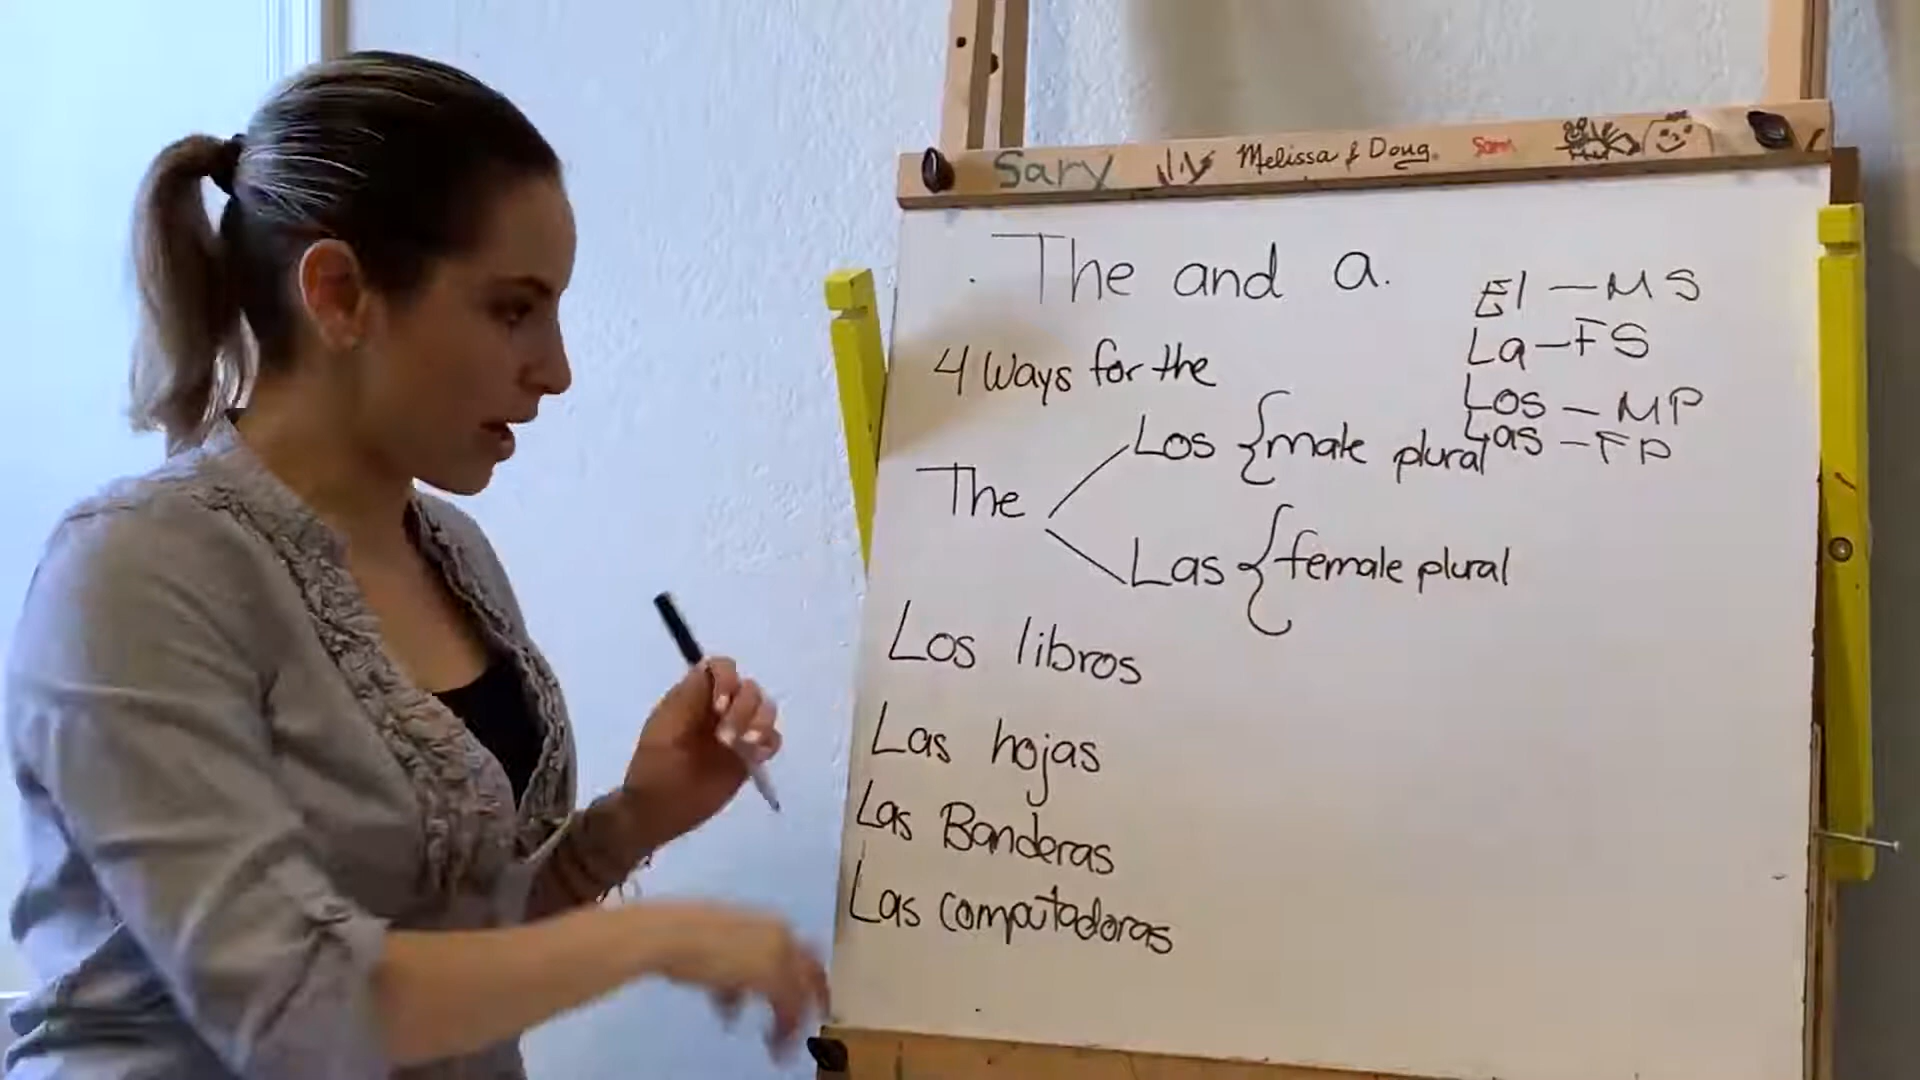 Sary Melissa & Doug. Sam
The and a.
El - MS
La - FS
Los - MP
Las - FP
4 Ways for the
The
Los { male plural
Las { female plural
Los libros
Las hojas
Las Banderas
Las computadoras